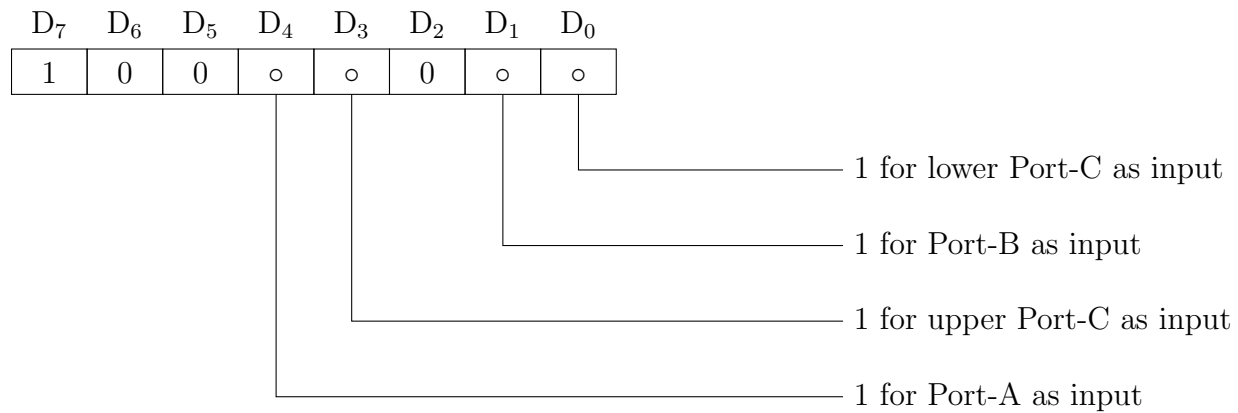 D₇ D₆ D₅ D₄ D₃ D₂ D₁ D₀
1 0 0 ∘ ∘ 0 ∘ ∘
1 for lower Port-C as input
1 for Port-B as input
1 for upper Port-C as input
1 for Port-A as input